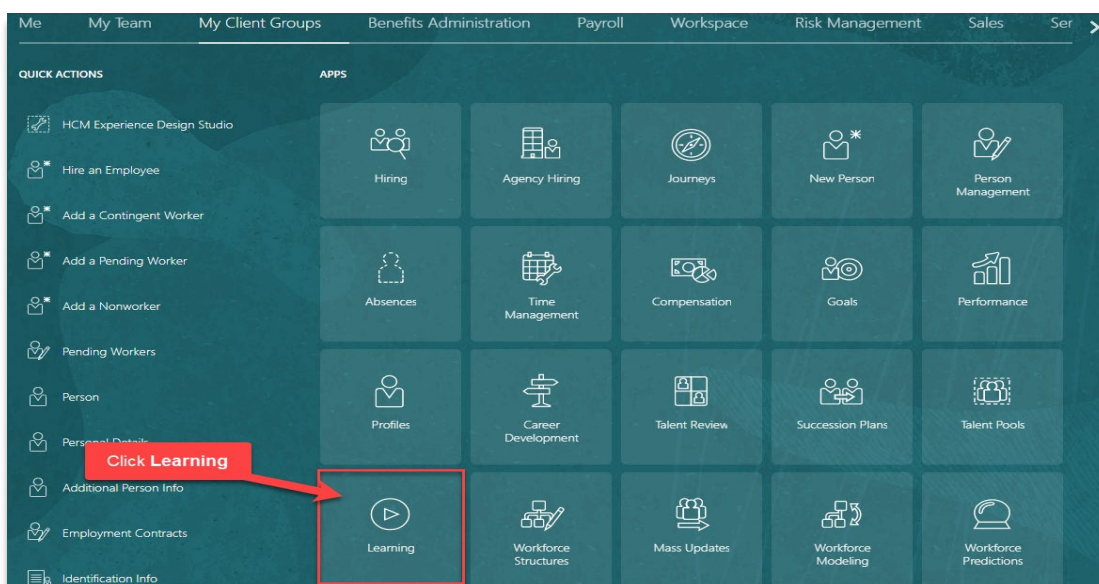 Me My Team My Client Groups Benefits Administration Payroll Workspace Risk Management Sales Ser
QUICK ACTIONS
APPS
HCM Experience Design Studio
Hire an Employee
Add a Contingent Worker
Add a Pending Worker
Add a Nonworker
Pending Workers
Person
Personal Details
Click Learning
Additional Person Info
Employment Contracts
Identification Info
Hiring
Agency Hiring
Journeys
New Person
Person
Management
Absences
Time
Management
Compensation
Goals
Performance
Profiles
Career
Development
Talent Review
Succession Plans
Talent Pools
Learning
Workforce
Structures
Mass Updates
Workforce
Modeling
Workforce
Predictions